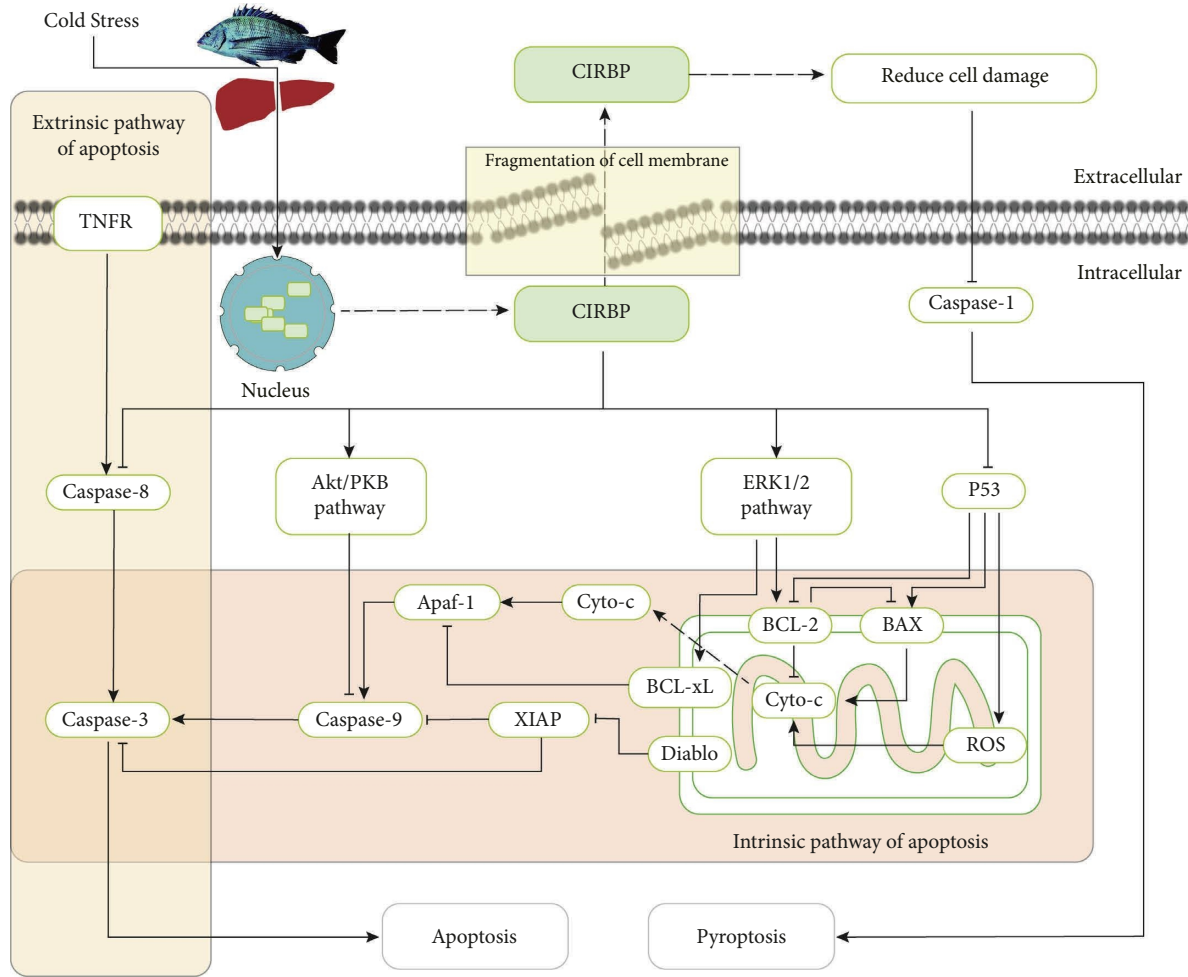 Cold Stress
CIRBP
Reduce cell damage
Extrinsic pathway
of apoptosis
Fragmentation of cell membrane
Extracellular
TNFR
Intracellular
CIRBP
Caspase-1
Nucleus
Caspase-8
Akt/PKB
pathway
ERK1/2
pathway
P53
Apaf-1
Cyto-c
BCL-2
BAX
BCL-xL
Cyto-c
Caspase-3
Caspase-9
XIAP
Diablo
ROS
Intrinsic pathway of apoptosis
Apoptosis
Pyroptosis